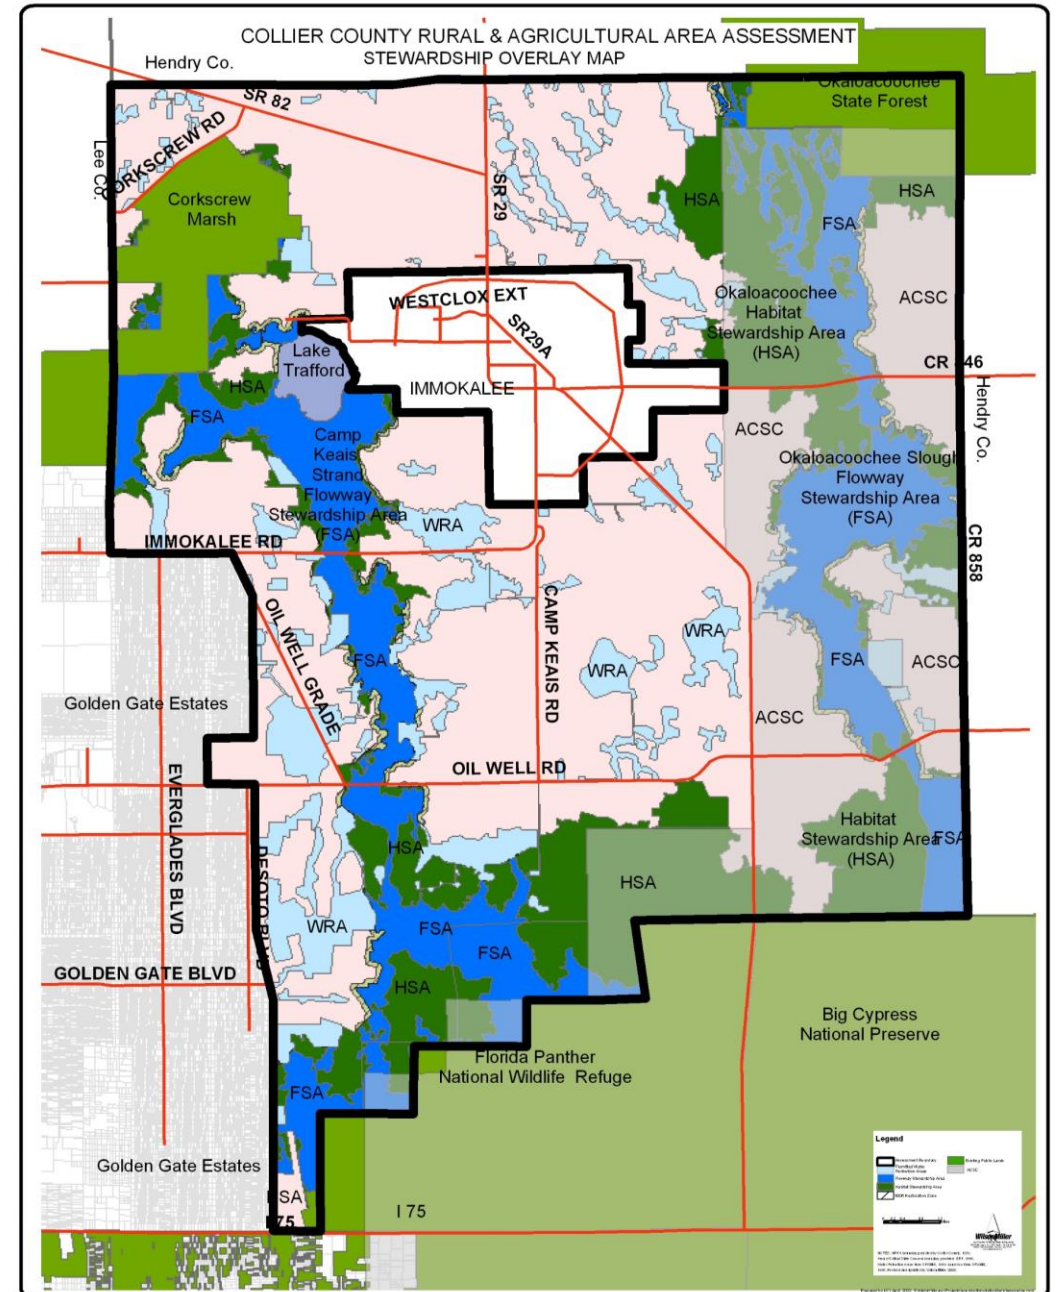 COLLIER COUNTY RURAL & AGRICULTURAL AREA ASSESSMENT
STEWARDSHIP OVERLAY MAP
Hendry Co.
SR 82
CORKSCREW RD
Lee Co.
Corkscrew
Marsh
SR 29
Okaloacoochee
State Forest
HSA
HSA
FSA
ACSC
WESTCLOX EXT
SR29A
Okaloacoochee
Habitat
Stewardship Area
(HSA)
Lake
Trafford
IMMOKALEE
CR 846
Hendry Co.
HSA
FSA
Camp
Keais
Strand
Flowway
Stewardship Area
(FSA)
WRA
ACSC
Okaloacoochee Slough
Flowway
Stewardship Area
(FSA)
CR 858
IMMOKALEE RD
OIL WELL GRADE
CAMP KEAIS RD
FSA
WRA
WRA
FSA
ACSC
ACSC
Golden Gate Estates
OIL WELL RD
EVERGLADES BLVD
DESOTO BLVD
HSA
HSA
Habitat
Stewardship Area
(HSA)
FSA
WRA
FSA
FSA
GOLDEN GATE BLVD
HSA
Big Cypress
National Preserve
Florida Panther
National Wildlife Refuge
FSA
Golden Gate Estates
SA
I 75
75
Legend
WilsonMiller